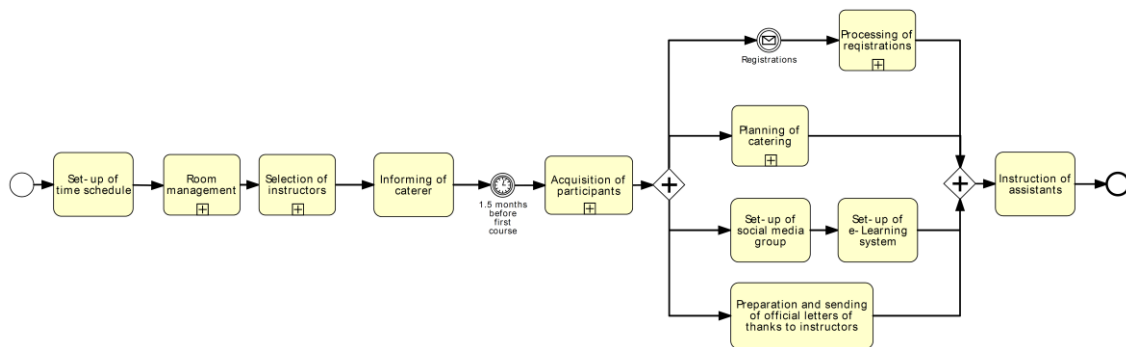 Set-up of
time schedule
Room
management
Selection of
instructors
Informing of
caterer
1.5 months
before
first
course
Acquisition of
participants
Registrations
Processing of
reqistrations
Planning of
catering
Set-up of
social media
group
Set-up of
e-Learning
system
Preparation and sending
of official letters of
thanks to instructors
Instruction of
assistants